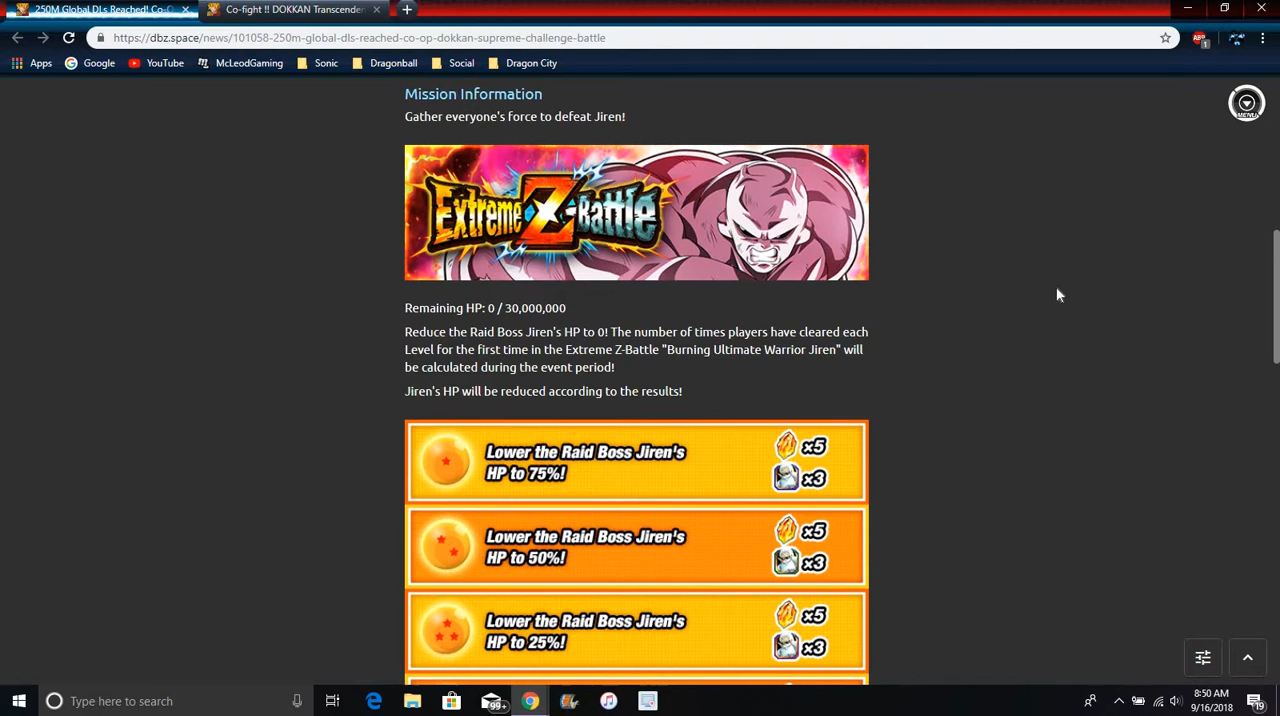 250M Global DLs Reached! Co-O
Co-fight !! DOKKAN Transcender
https://dbz.space/news/101058-250m-global-dls-reached-co-op-dokkan-supreme-challenge-battle
ABP
1
Apps
Google
YouTube
McLeodGaming
Sonic
Dragonball
Social
Dragon City
Mission Information
MENU
Gather everyone's force to defeat Jiren!
Extreme Z-Battle
Remaining HP: 0 / 30,000,000
Reduce the Raid Boss Jiren's HP to 0! The number of times players have cleared each
Level for the first time in the Extreme Z-Battle "Burning Ultimate Warrior Jiren" will
be calculated during the event period!
Jiren's HP will be reduced according to the results!
Lower the Raid Boss Jiren's
HP to 75%!
x5
x3
Lower the Raid Boss Jiren's
HP to 50%!
x5
x3
Lower the Raid Boss Jiren's
HP to 25%!
x5
x3
Type here to search
99+
8:50 AM
9/16/2018
19